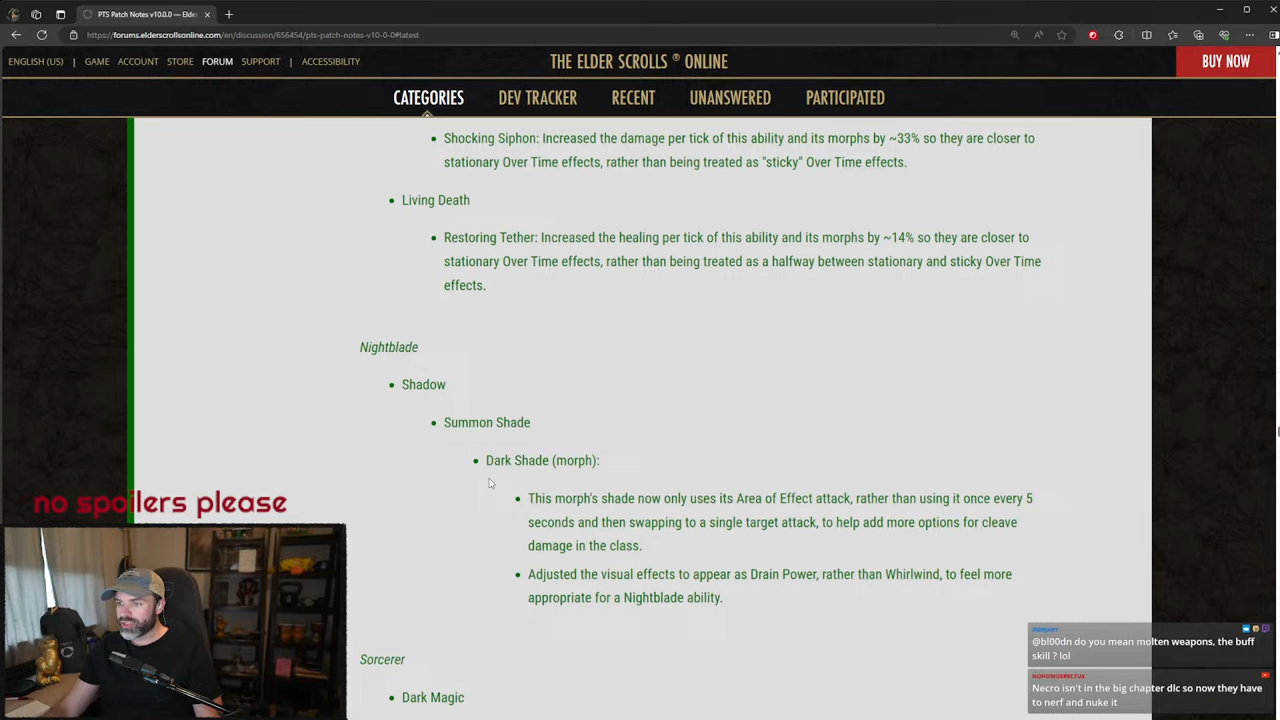 PTS Patch Notes v10.0.0 — Elder
https://forums.elderscrollsonline.com/en/discussion/656454/pts-patch-notes-v10-0-0#latest
ENGLISH (US) | GAME ACCOUNT STORE FORUM SUPPORT | ACCESSIBILITY
THE ELDER SCROLLS ® ONLINE
BUY NOW
CATEGORIES DEV TRACKER RECENT UNANSWERED PARTICIPATED
• Shocking Siphon: Increased the damage per tick of this ability and its morphs by ~33% so they are closer to
stationary Over Time effects, rather than being treated as "sticky" Over Time effects.
• Living Death
• Restoring Tether: Increased the healing per tick of this ability and its morphs by ~14% so they are closer to
stationary Over Time effects, rather than being treated as a halfway between stationary and sticky Over Time
effects.
Nightblade
• Shadow
• Summon Shade
• Dark Shade (morph):
• This morph's shade now only uses its Area of Effect attack, rather than using it once every 5
seconds and then swapping to a single target attack, to help add more options for cleave
damage in the class.
• Adjusted the visual effects to appear as Drain Power, rather than Whirlwind, to feel more
appropriate for a Nightblade ability.
Sorcerer
• Dark Magic
no spoilers please
@bl00dn do you mean molten weapons, the buff
skill ? lol
NOHOMOERECTUS
Necro isn't in the big chapter dlc so now they have
to nerf and nuke it